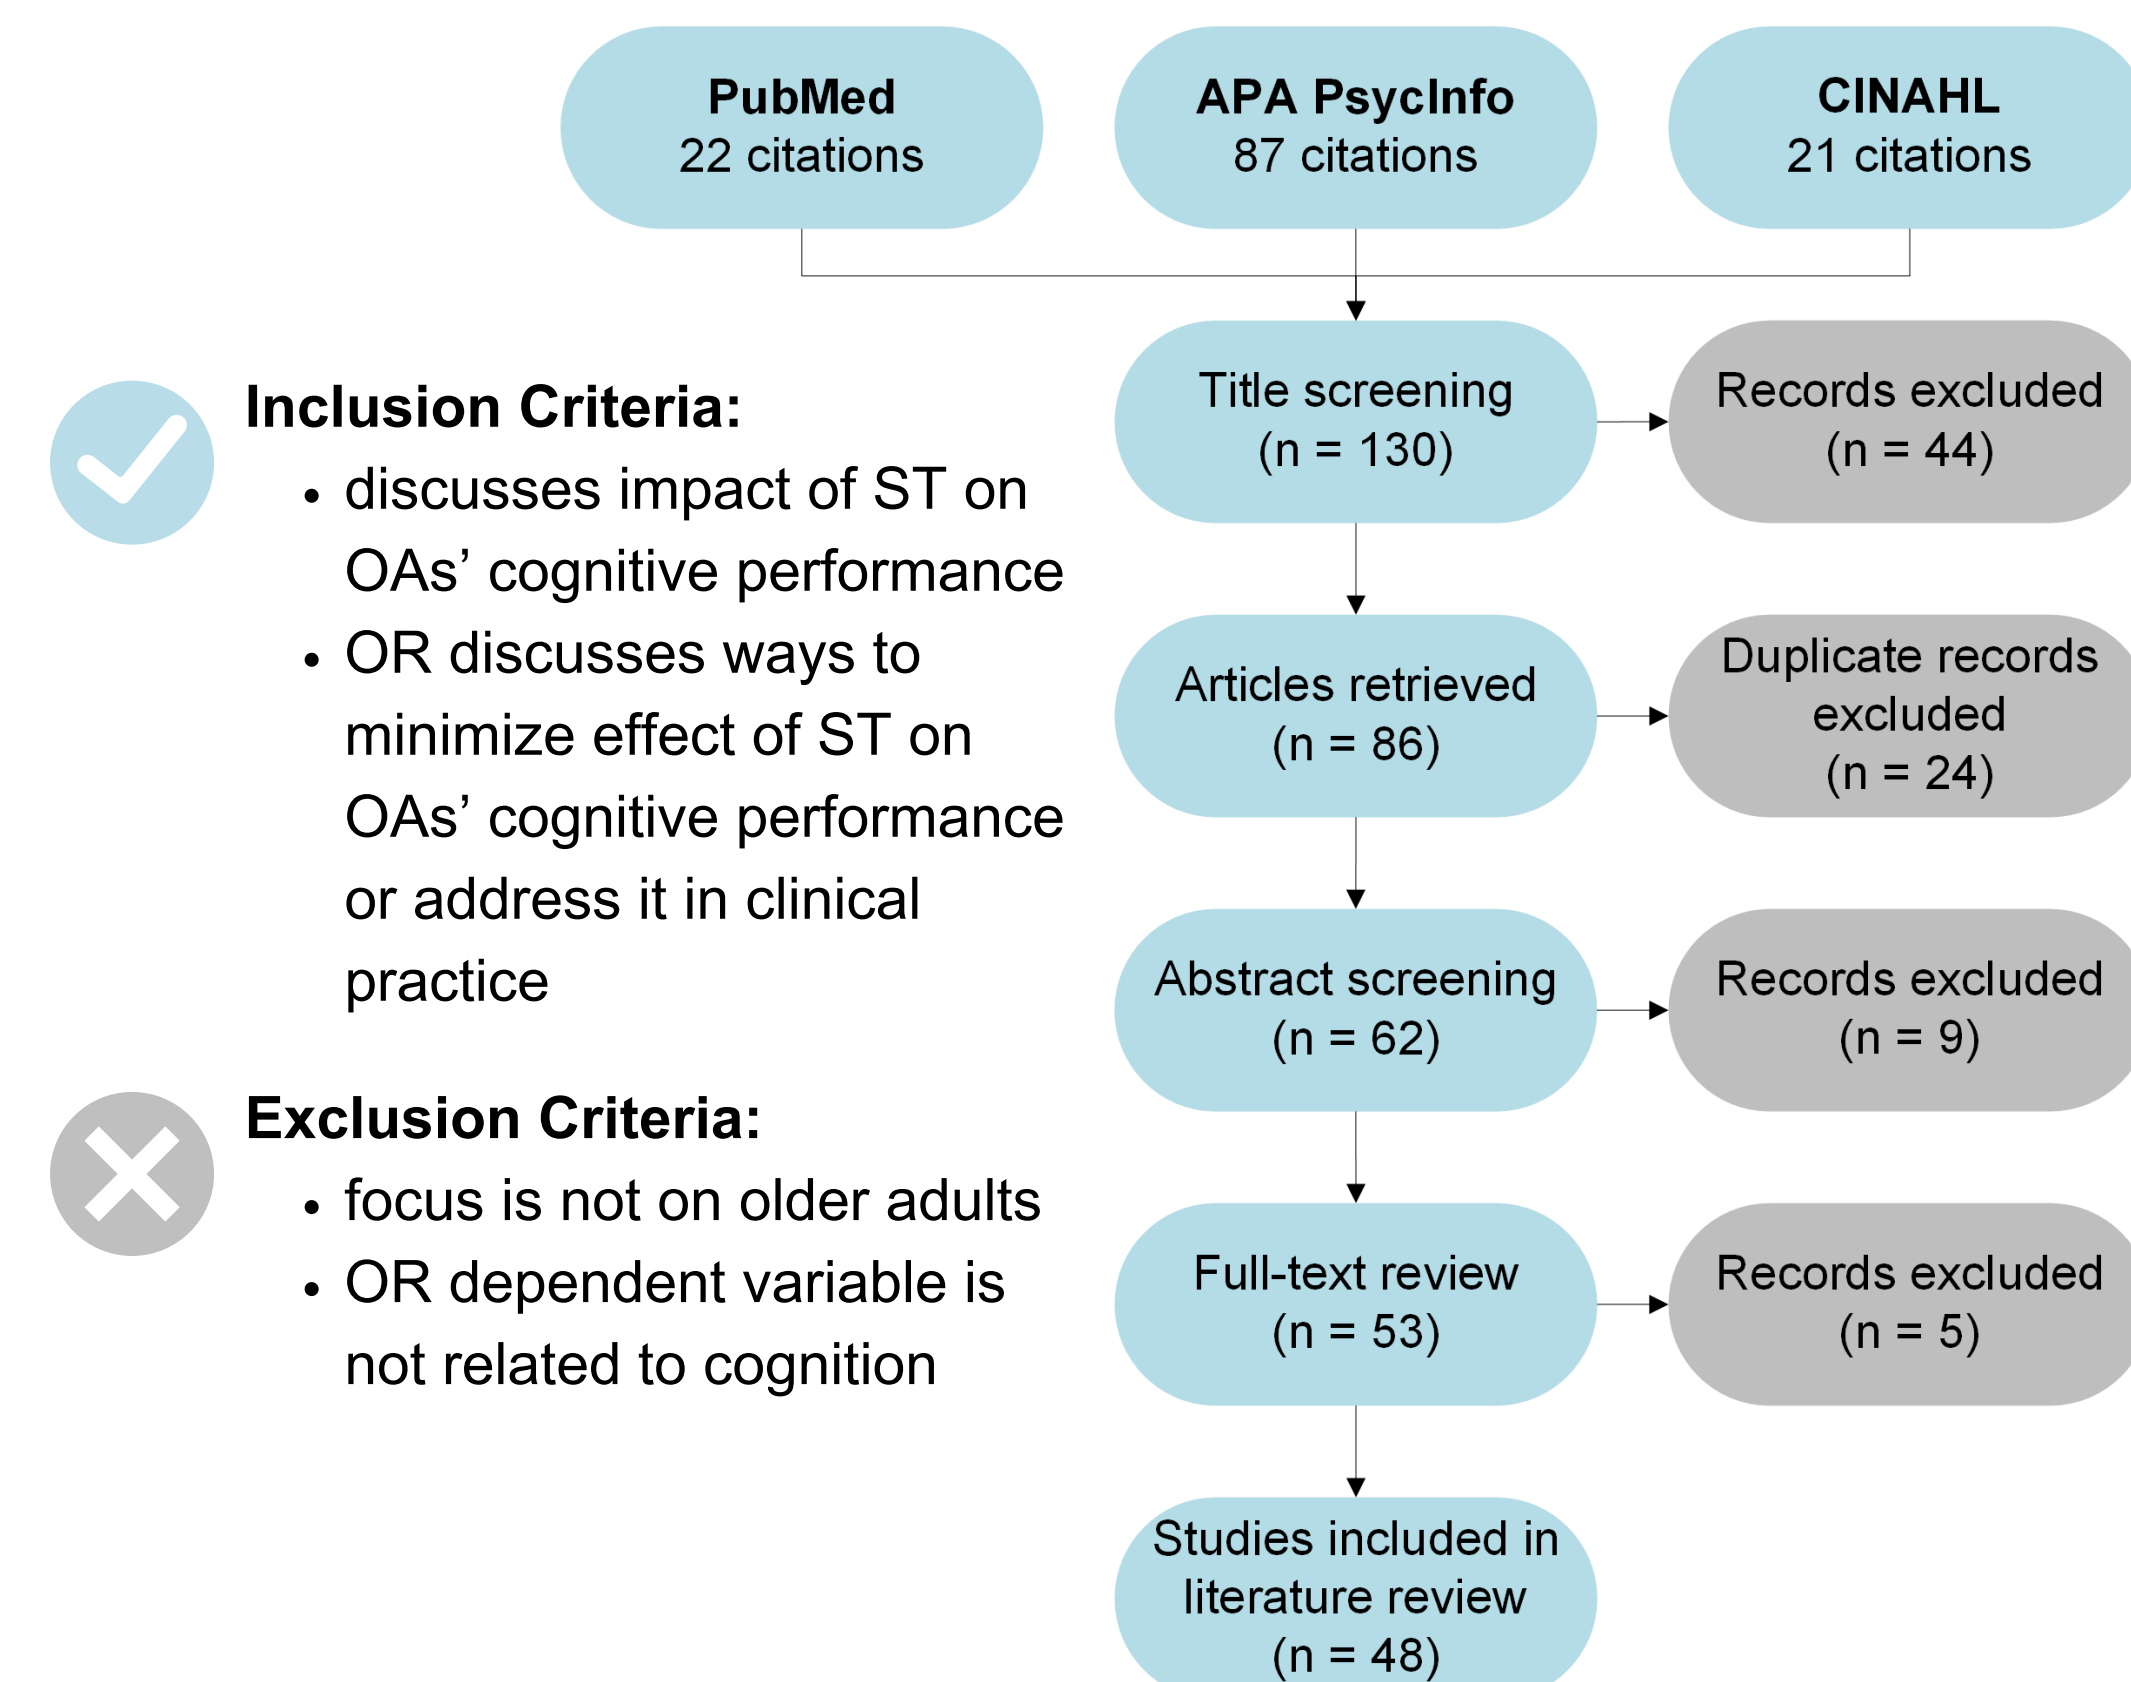 PubMed
22 citations
APA PsycInfo
87 citations
CINAHL
21 citations
Inclusion Criteria:
• discusses impact of ST on
OAs’ cognitive performance
• OR discusses ways to
minimize effect of ST on
OAs’ cognitive performance
or address it in clinical
practice
Exclusion Criteria:
• focus is not on older adults
• OR dependent variable is
not related to cognition
Title screening
(n = 130)
Records excluded
(n = 44)
Articles retrieved
(n = 86)
Duplicate records
excluded
(n = 24)
Abstract screening
(n = 62)
Records excluded
(n = 9)
Full-text review
(n = 53)
Records excluded
(n = 5)
Studies included in
literature review
(n = 48)